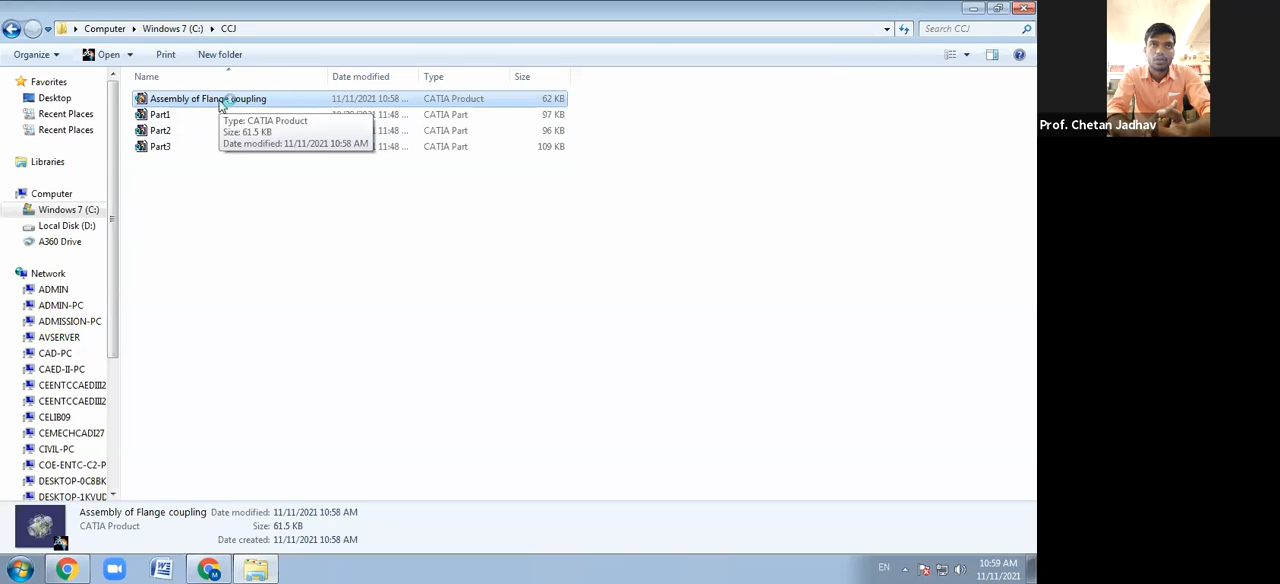 Computer Windows 7 (C:) CCJ Search CCJ
Organize Open Print New folder
Name Date modified Type Size
Favorites
Desktop
Recent Places
Recent Places
Libraries
Computer
Windows 7 (C:)
Local Disk (D:)
A360 Drive
Network
ADMIN
ADMIN-PC
ADMISSION-PC
AVSERVER
CAD-PC
CAED-II-PC
CEENTCCAEDIII2
CEENTCCAEDIII2
CELIB09
CEMECHCADI27
CIVIL-PC
COE-ENTC-C2-P
DESKTOP-0C8BK
DESKTOP-1KVUD
Assembly of Flange coupling 11/11/2021 10:58 ... CATIA Product 62 KB
Part1 11:48 ... CATIA Part 97 KB
Part2 11:48 ... CATIA Part 96 KB
Part3 11:48 ... CATIA Part 109 KB
Type: CATIA Product
Size: 61.5 KB
Date modified: 11/11/2021 10:58 AM
Prof. Chetan Jadhav
Assembly of Flange coupling Date modified: 11/11/2021 10:58 AM
CATIA Product Size: 61.5 KB
Date created: 11/11/2021 10:59 AM
EN 10:59 AM
11/11/2021